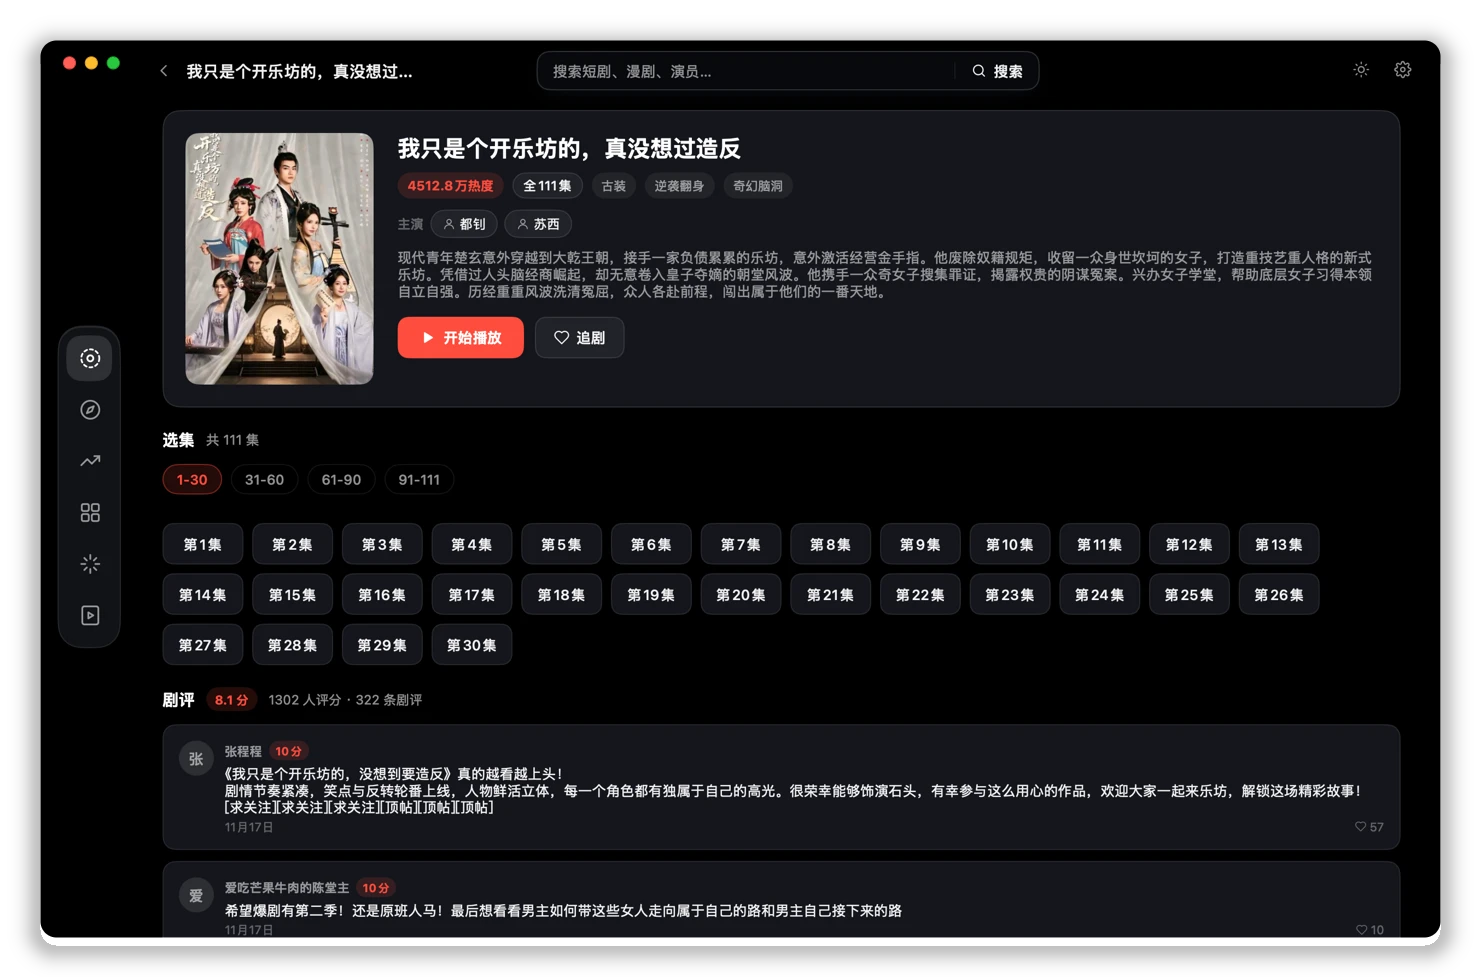 我只是个开乐坊的，真没想过...
搜索短剧、漫剧、演员...
搜索
我只是个开乐坊的，真没想过造反
4512.8万热度
全111集
古装
逆袭翻身
奇幻脑洞
主演
都钊
苏西
现代青年楚玄意外穿越到大乾王朝，接手一家负债累累的乐坊，意外激活经营金手指。他废除奴籍规矩，收留一众身世坎坷的女子，打造重技艺重人格的新式
乐坊。凭借过人头脑经商崛起，却无意卷入皇子夺嫡的朝堂风波。他携手一众奇女子搜集罪证，揭露权贵的阴谋冤案。兴办女子学堂，帮助底层女子习得本领
自立自强。历经重重风波洗清冤屈，众人各赴前程，闯出属于他们的一番天地。
开始播放
追剧
选集
共 111 集
1-30
31-60
61-90
91-111
第1集
第2集
第3集
第4集
第5集
第6集
第7集
第8集
第9集
第10集
第11集
第12集
第13集
第14集
第15集
第16集
第17集
第18集
第19集
第20集
第21集
第22集
第23集
第24集
第25集
第26集
第27集
第28集
第29集
第30集
剧评
8.1 分
1302 人评分 · 322 条剧评
张
张程程
10 分
《我只是个开乐坊的，没想到要造反》真的越看越上头！
剧情节奏紧凑，笑点与反转轮番上线，人物鲜活立体，每一个角色都有独属于自己的高光。很荣幸能够饰演石头，有幸参与这么用心的作品，欢迎大家一起来乐坊，解锁这场精彩故事！
[求关注][求关注][求关注][顶帖][顶帖][顶帖]
11月17日
57
爱
爱吃芒果牛肉的陈堂主
10 分
希望爆剧有第二季！还是原班人马！最后想看看男主如何带这些女人走向属于自己的路和男主自己接下来的路
11月17日
10